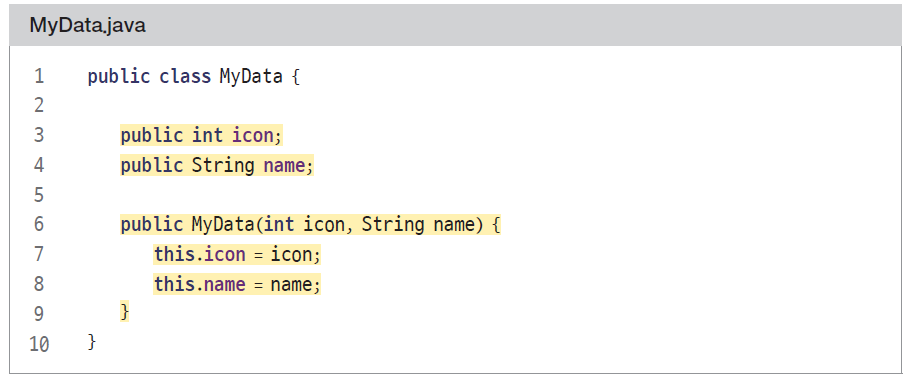 MyData.java
1 public class MyData {
2
3 public int icon;
4 public String name;
5
6 public MyData(int icon, String name) {
7 this.icon = icon;
8 this.name = name;
9 }
10 }